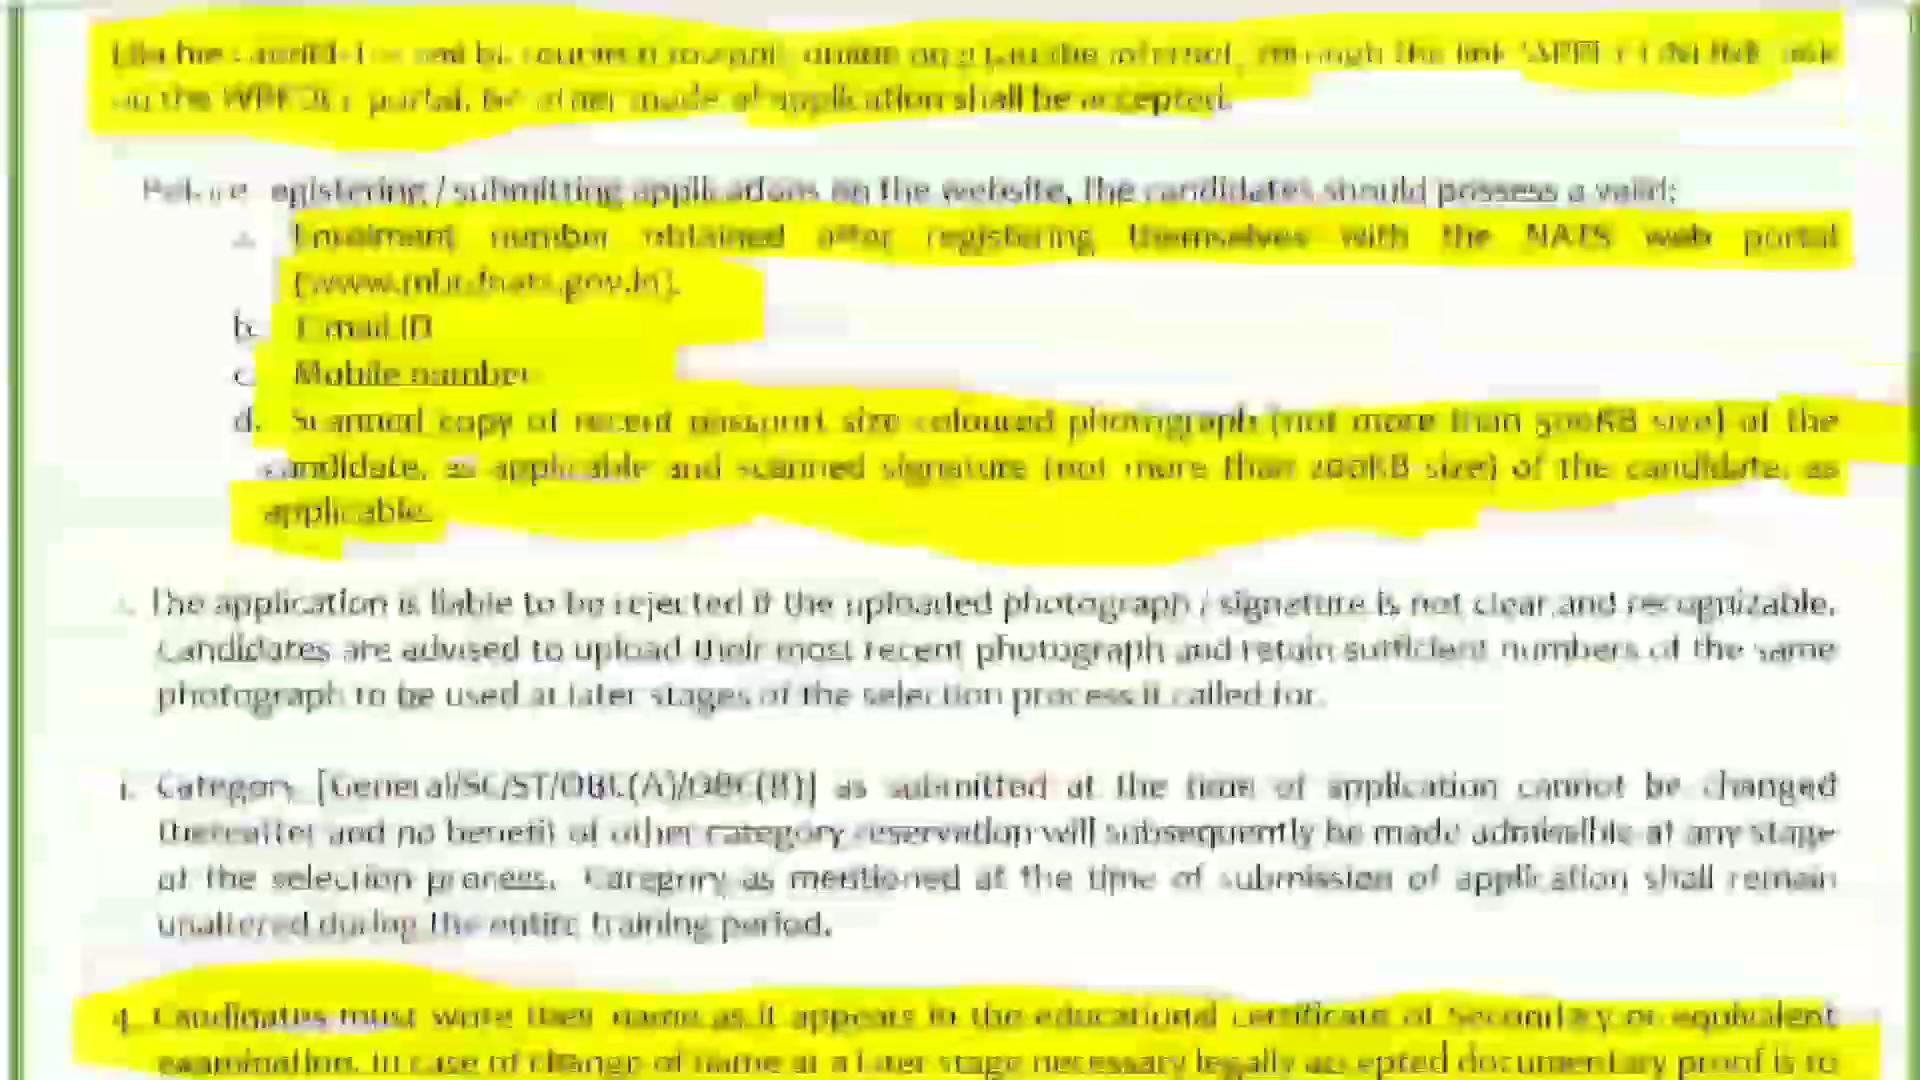 on the portal. other mode of application shall be accepted.
registering / submitting applications on the website, the candidates should possess a valid:
a. Enrolment number obtained after registering themselves with the NATS web portal
b. Email ID
c. Mobile number
d. Scanned copy of recent passport size coloured photograph (not more than 500KB size) of the
candidate, as applicable and scanned signature (not more than 200KB size) of the candidate, as
applicable.
The application is liable to be rejected if the uploaded photograph / signature is not clear and recognizable.
Candidates are advised to upload their most recent photograph and retain sufficient numbers of the same
photograph to be used at later stages of the selection process if called for.
Category [General/SC/ST/OBC(A)/OBC(B)] as submitted at the time of application cannot be changed
thereafter and no benefit of other category reservation will subsequently be made admissible at any stage
of the selection process. Category as mentioned at the time of submission of application shall remain
unaltered during the entire training period.
4. Candidates must write their name as it appears in the educational certificate of Secondary or equivalent
examination. In case of change of name at a later stage necessary legally accepted documentary proof is to